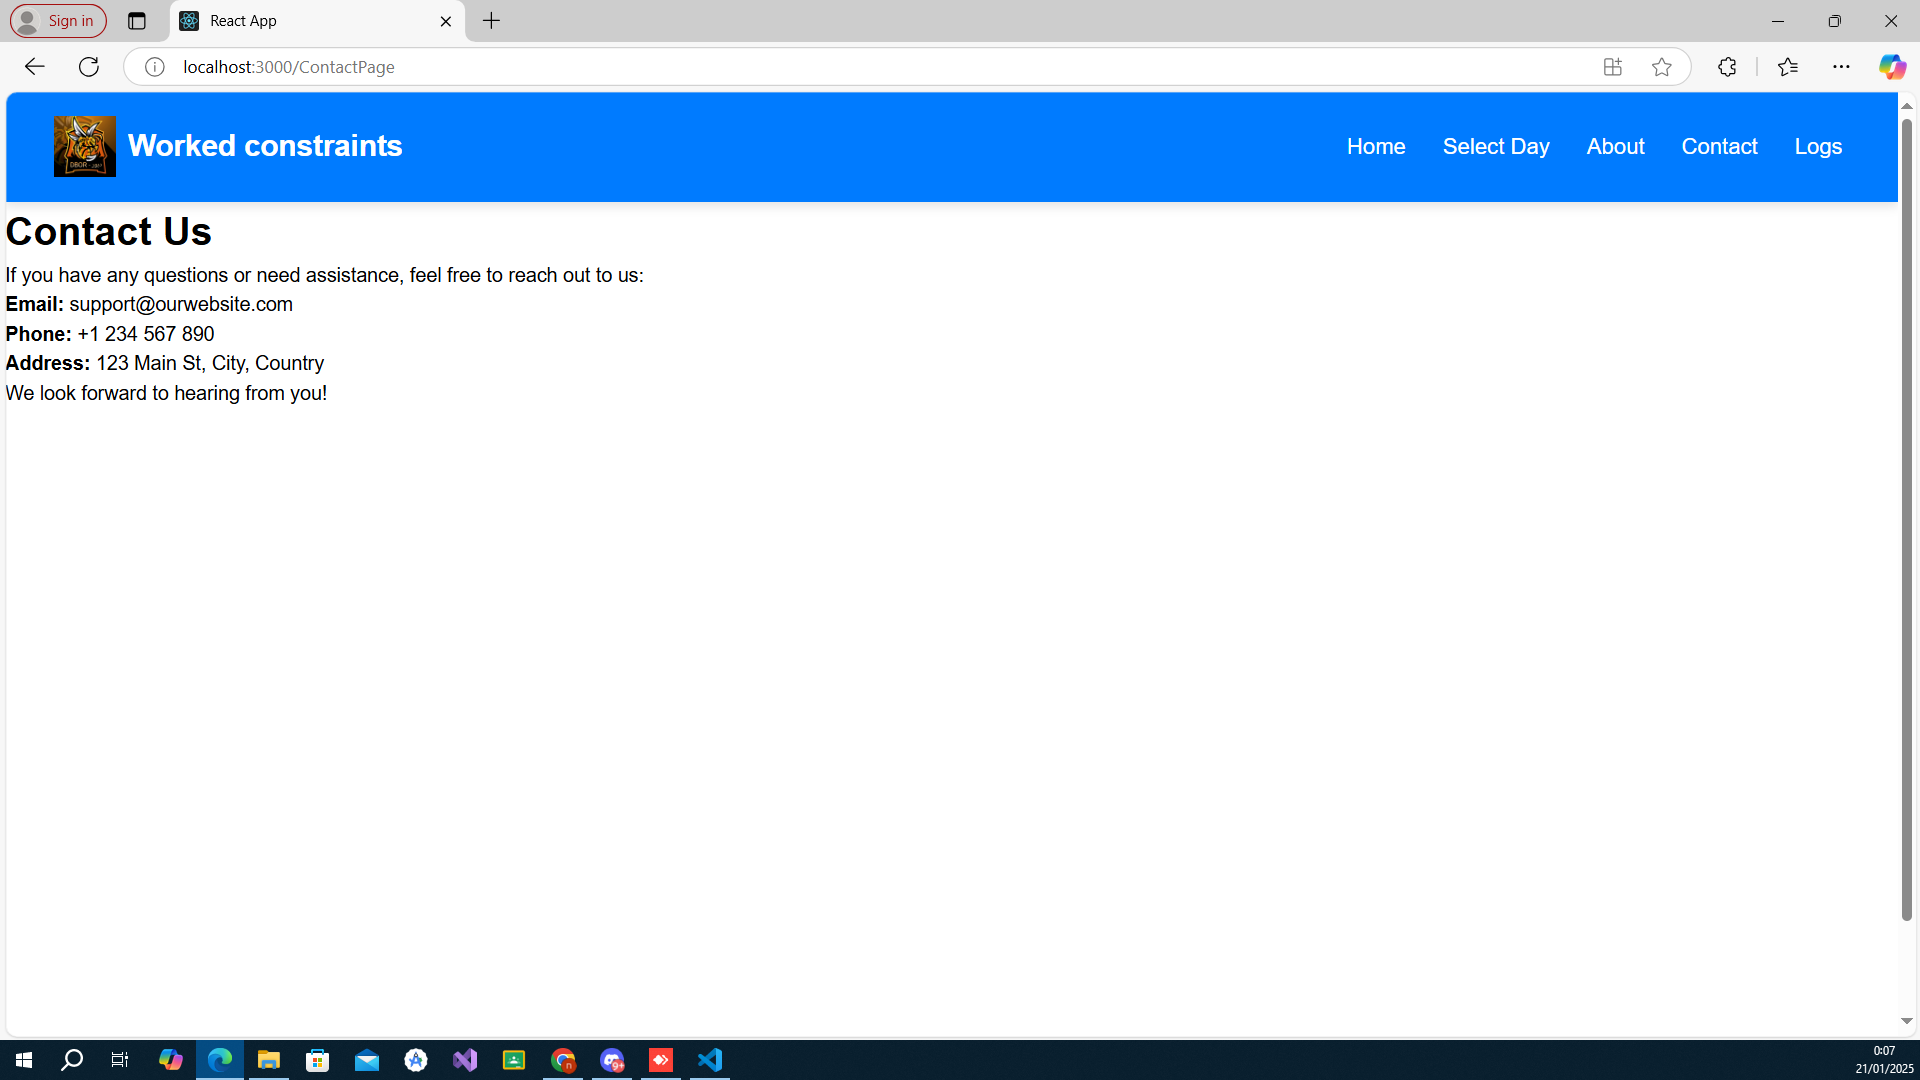 Sign in
React App
localhost:3000/ContactPage
Worked constraints
Home
Select Day
About
Contact
Logs
Contact Us
If you have any questions or need assistance, feel free to reach out to us:
Email: support@ourwebsite.com
Phone: +1 234 567 890
Address: 123 Main St, City, Country
We look forward to hearing from you!
n
9+
0:07
21/01/2025